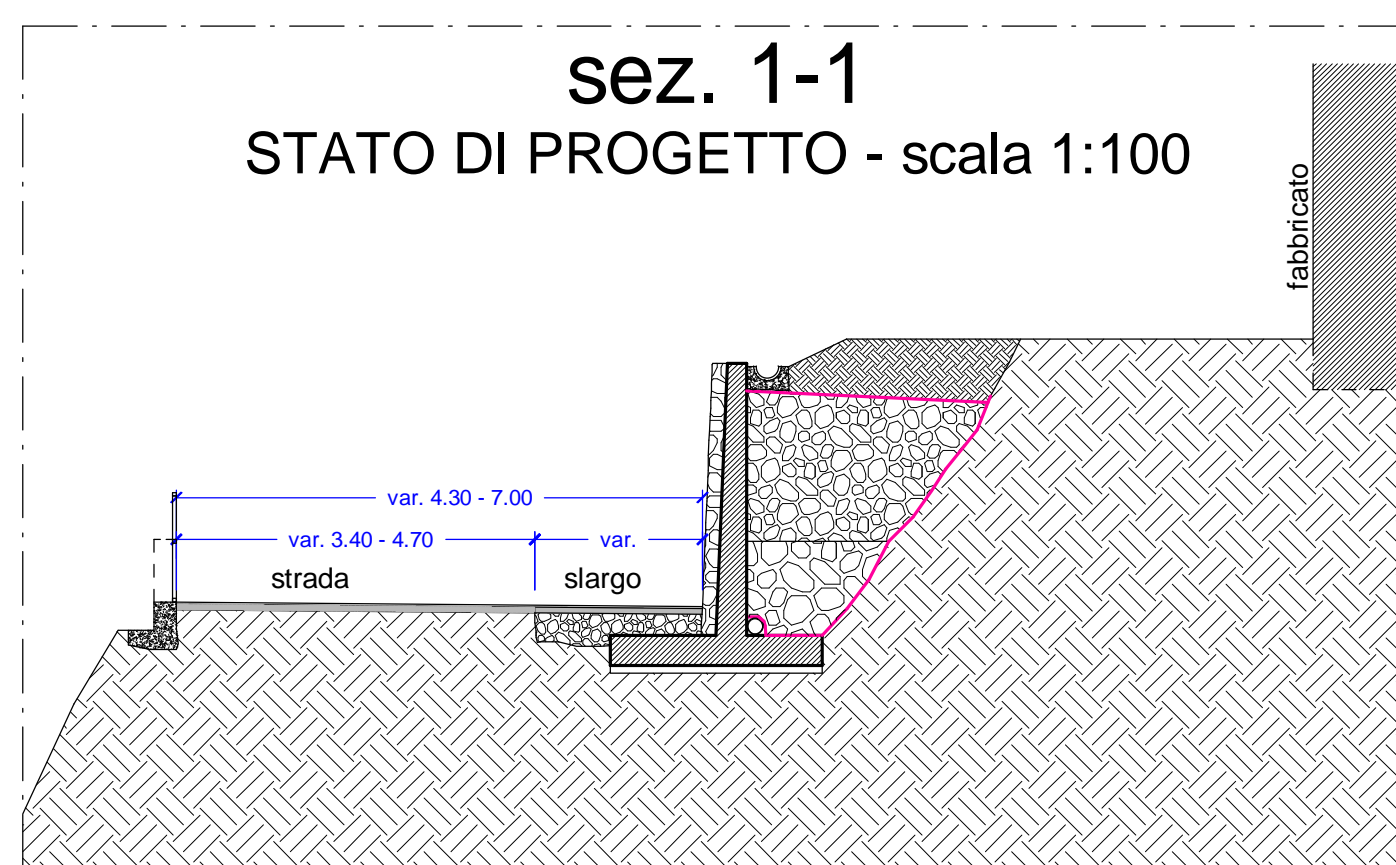 sez. 1-1
STATO DI PROGETTO - scala 1:100
fabbricato
var. 4.30 - 7.00
var. 3.40 - 4.70
var.
strada
slargo